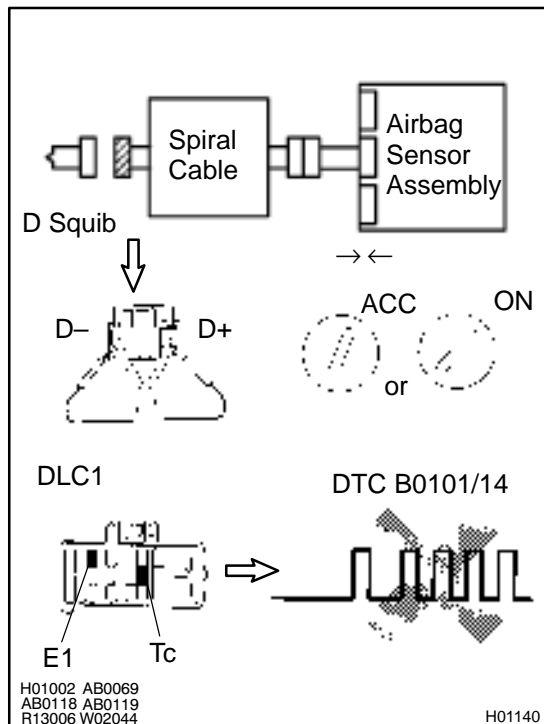 Spiral
Cable
Airbag
Sensor
Assembly
D Squib
→ ←
D– D+
ACC
or
ON
DLC1
DTC B0101/14
E1
Tc
H01002 AB0069
AB0118 AB0119
R13006 W02044
H01140